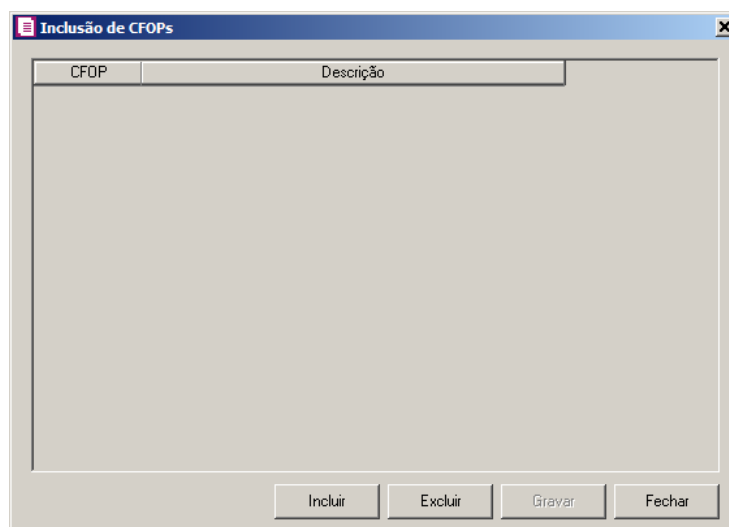 Inclusão de CFOPs
CFOP Descrição
Incluir Excluir Gravar Fechar